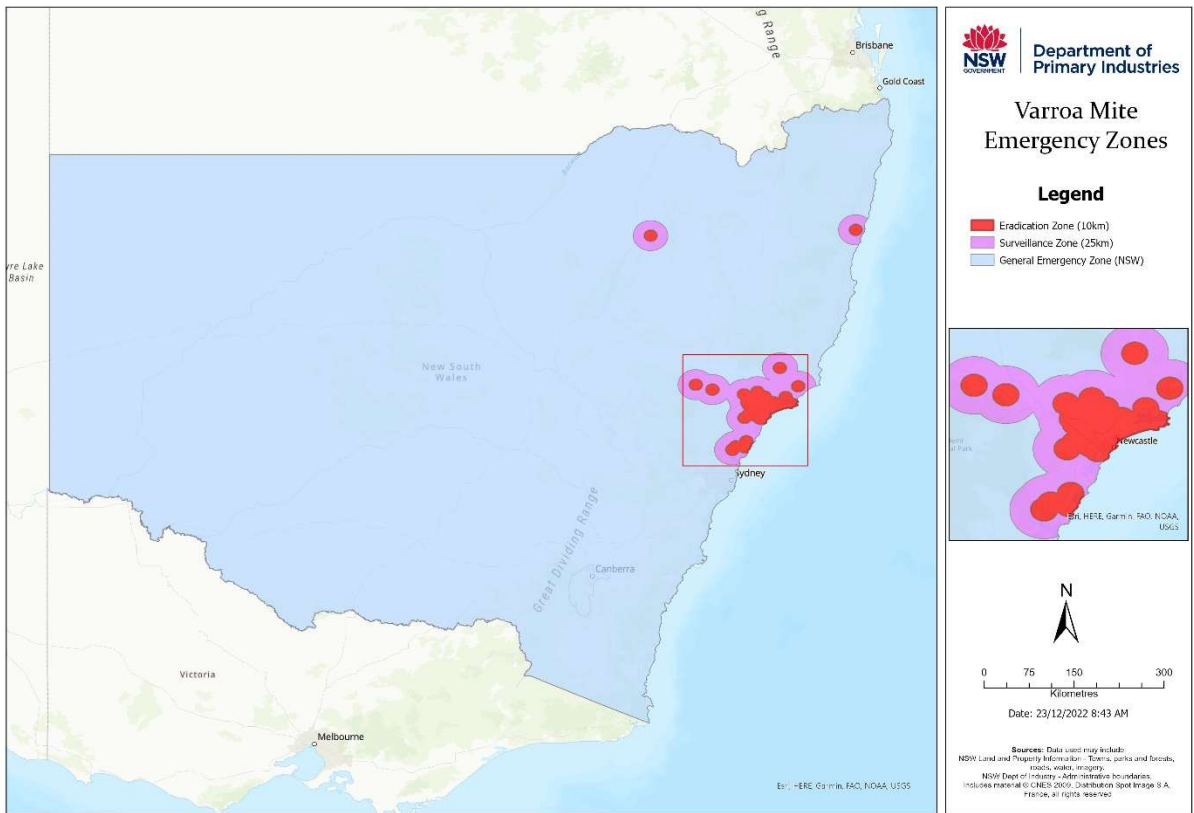 g Range
Brisbane
Gold Coast
Barwon
yre Lake
Basin
New South
Wales
Sydney
Great Dividing Range
Canberra
Victoria
Melbourne
Esri, HERE, Garmin, FAO, NOAA, USGS
NSW
GOVERNMENT
Department of
Primary Industries
Varroa Mite
Emergency Zones
Legend
Eradication Zone (10km)
Surveillance Zone (25km)
General Emergency Zone (NSW)
al Park
Newcastle
Esri, HERE, Garmin, FAO, NOAA,
USGS
N
0 75 150 300
Kilometres
Date: 23/12/2022 8:43 AM
Sources: Data used may include
NSW Land and Property Information - Towns, parks and forests,
roads, water, imagery.
NSW Dept of Industry - Administrative boundaries.
Includes material © CNES 2009, Distribution Spot Image S.A.
France, all rights reserved